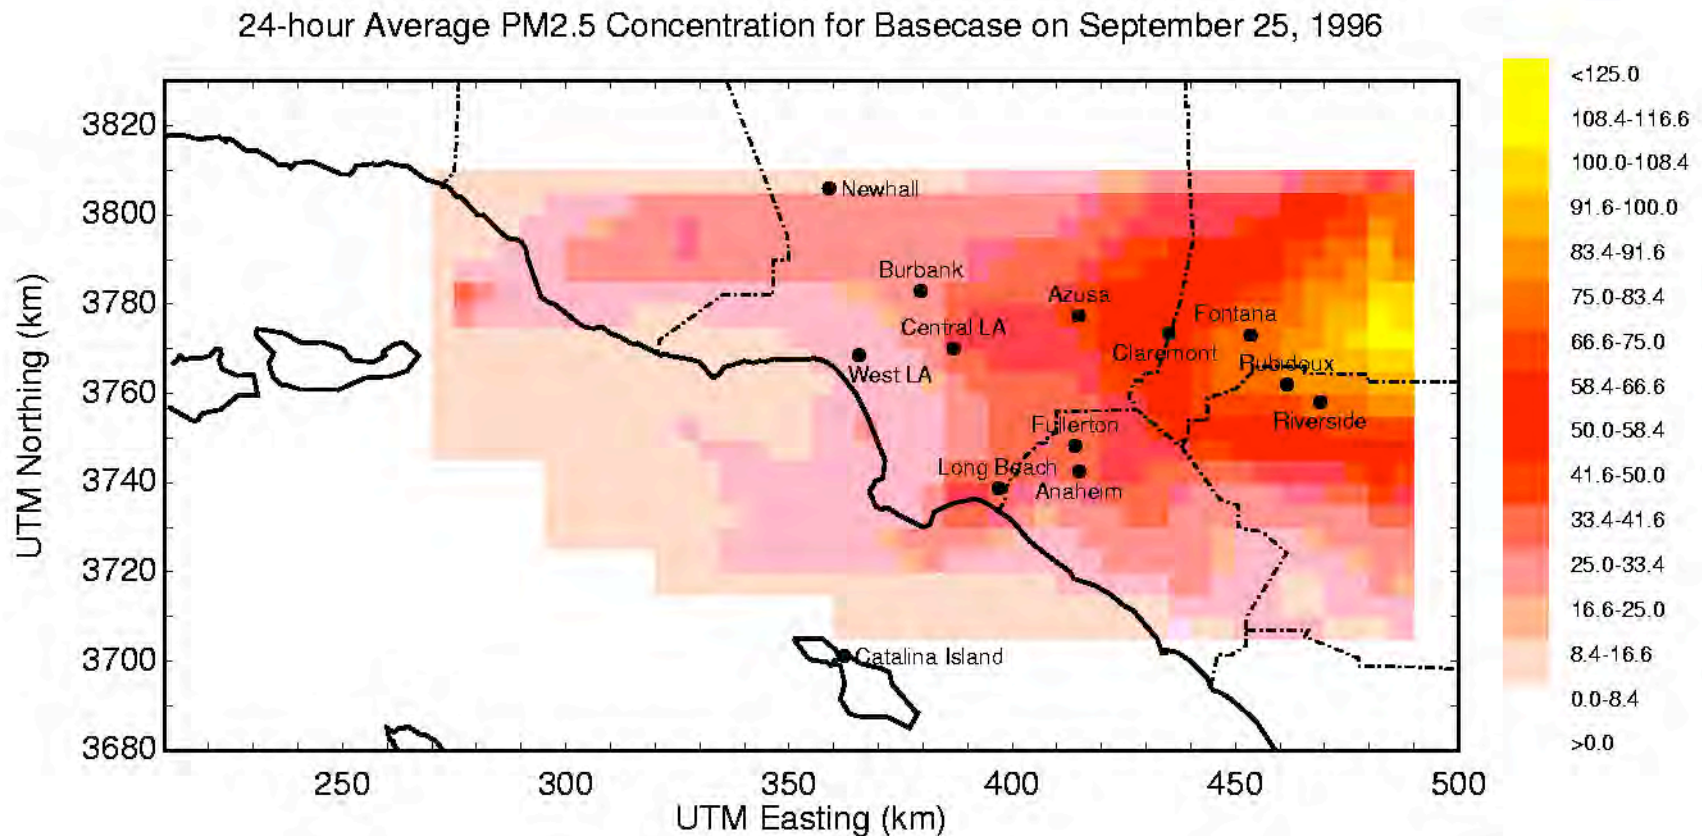 24-hour Average PM2.5 Concentration for Basecase on September 25, 1996
UTM Northing (km)
3820
3800
3780
3760
3740
3720
3700
3680
Newhall
Burbank
Azusa
Central LA
Fontana
Claremont
Rubidoux
West LA
Riverside
Fullerton
Long Beach
Anaheim
Catalina Island
250
300
350
400
450
500
UTM Easting (km)
<125.0
108.4-116.6
100.0-108.4
91.6-100.0
83.4-91.6
75.0-83.4
66.6-75.0
58.4-66.6
50.0-58.4
41.6-50.0
33.4-41.6
25.0-33.4
16.6-25.0
8.4-16.6
0.0-8.4
>0.0